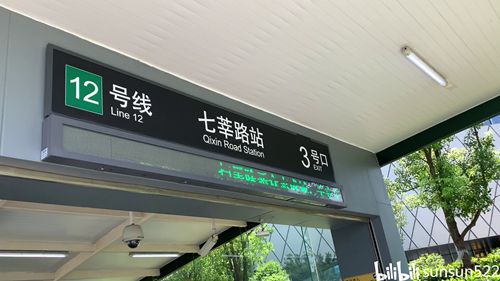 12 号线
Line 12
七莘路站
Qixin Road Station
3号口
EXIT
bilibili sunsun522